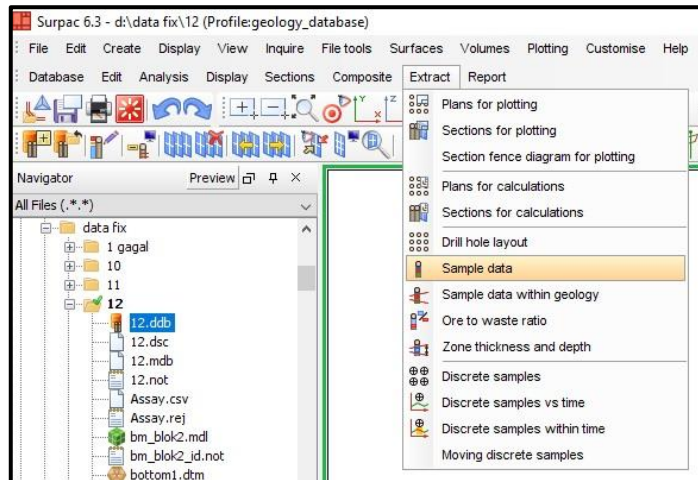 Surpac 6.3 - d:\data fix\12 (Profile:geology_database)
File Edit Create Display View Inquire File tools Surfaces Volumes Plotting Customise Help
Database Edit Analysis Display Sections Composite Extract Report
Navigator Preview
All Files (.*.*)
data fix
1 gagal
10
11
12
12.ddb
12.dsc
12.mdb
12.not
Assay.csv
Assay.rej
bm_blok2.mdl
bm_blok2_id.not
bottom1.dtm
Plans for plotting
Sections for plotting
Section fence diagram for plotting
Plans for calculations
Sections for calculations
Drill hole layout
Sample data
Sample data within geology
Ore to waste ratio
Zone thickness and depth
Discrete samples
Discrete samples vs time
Discrete samples within time
Moving discrete samples